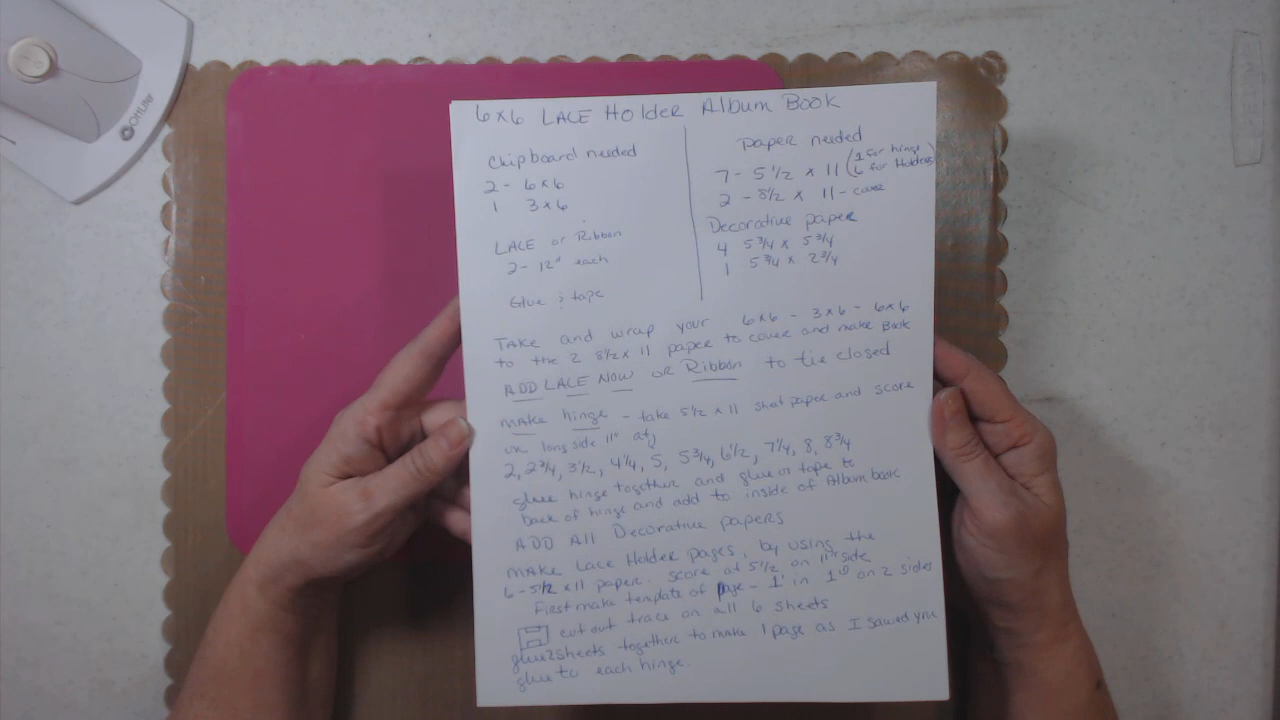 OttLite
6x6 LACE Holder Album Book
Chipboard needed
2 - 6x6
1 3x6
LACE or Ribbon
2 - 12" each
Glue & tape
paper needed
7 - 5 1/2 x 11 (1 for hinge
6 for Holders)
2 - 8 1/2 x 11 - cover
Decorative paper
4 5 3/4 x 5 3/4
1 5 3/4 x 2 3/4
TAKE and wrap your 6x6 - 3x6 - 6x6
to the 2 8 1/2 x 11 paper to cover and make Book
ADD LACE NOW OR Ribbon to tie closed
MAKE hinge - take 5 1/2 x 11 shet paper and score
on long side 11" at
2, 2 3/4, 3 1/2, 4 1/4, 5, 5 3/4, 6 1/2, 7 1/4, 8, 8 3/4
glue hinge together and glue or tape to
back of hinge and add to inside of Album book
ADD All Decorative papers
MAKE Lace Holder pages, by using the
6 - 5 1/2 x 11 paper. score at 5 1/2 on 11" side
First make template of page - 1" in 1" on 2 sides
cut out trace on all 6 sheets
glue 2 sheets together to make 1 page as I sawed you
glue to each hinge.